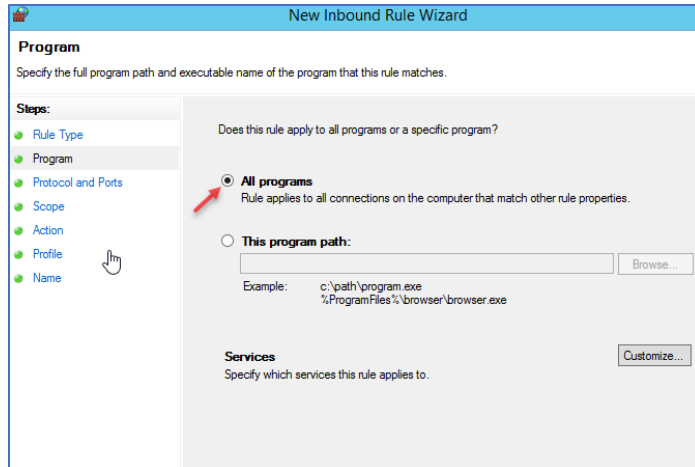 New Inbound Rule Wizard
Program
Specify the full program path and executable name of the program that this rule matches.
Steps:
Rule Type
Program
Protocol and Ports
Scope
Action
Profile
Name
Does this rule apply to all programs or a specific program?
All programs
Rule applies to all connections on the computer that match other rule properties.
This program path:
Browse...
Example: c:\path\program.exe
%ProgramFiles%\browser\browser.exe
Services
Customize...
Specify which services this rule applies to.